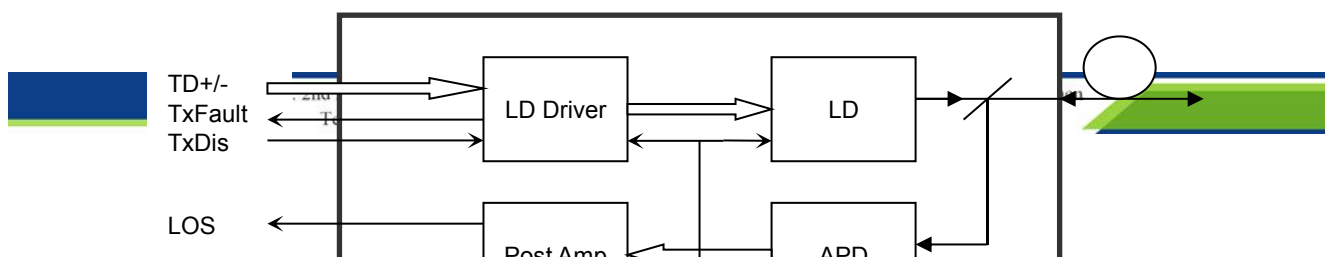 TD+/-
TxFault
TxDis
LD Driver
LD
LOS
Post Amp
APD